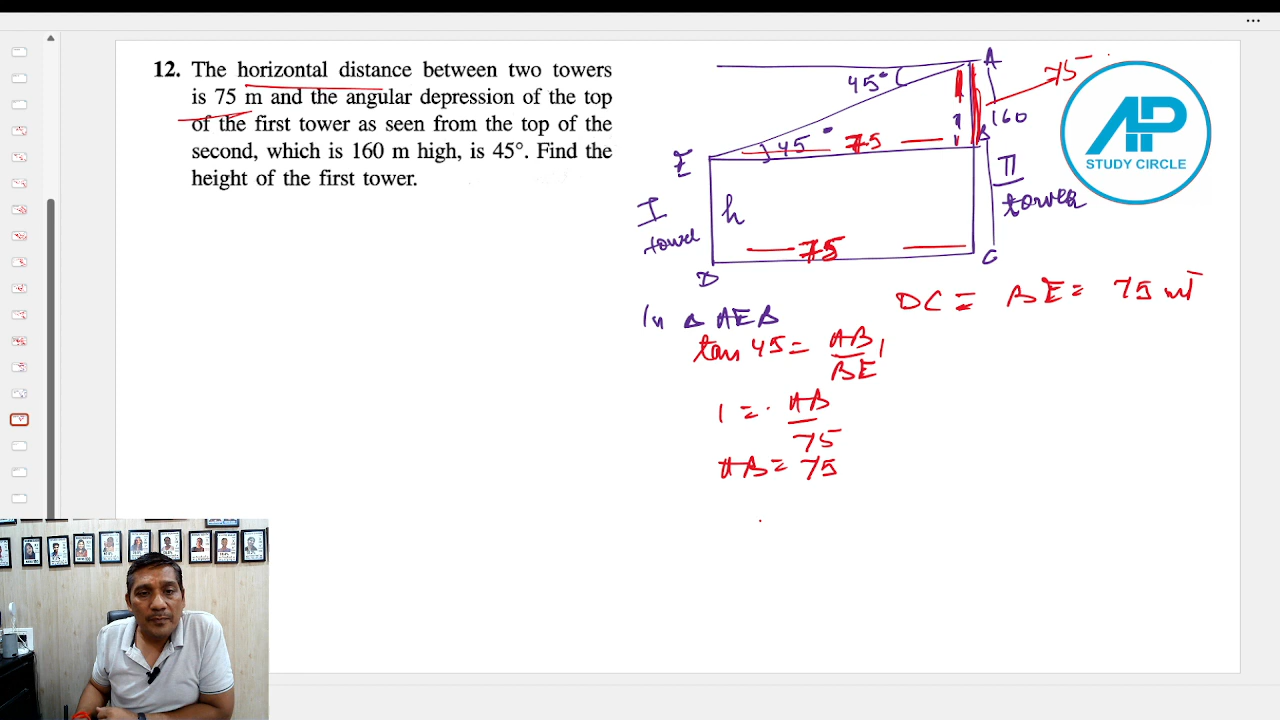 12. The horizontal distance between two towers
is 75 m and the angular depression of the top
of the first tower as seen from the top of the
second, which is 160 m high, is 45°. Find the
height of the first tower.
A
45°
75
160
B
45°
75
E
II
tower
I
h
75
D
C
STUDY CIRCLE
DC = BE = 75 mt
In Δ AEB
tan 45 = AB
BE
1 = AB
75
AB = 75